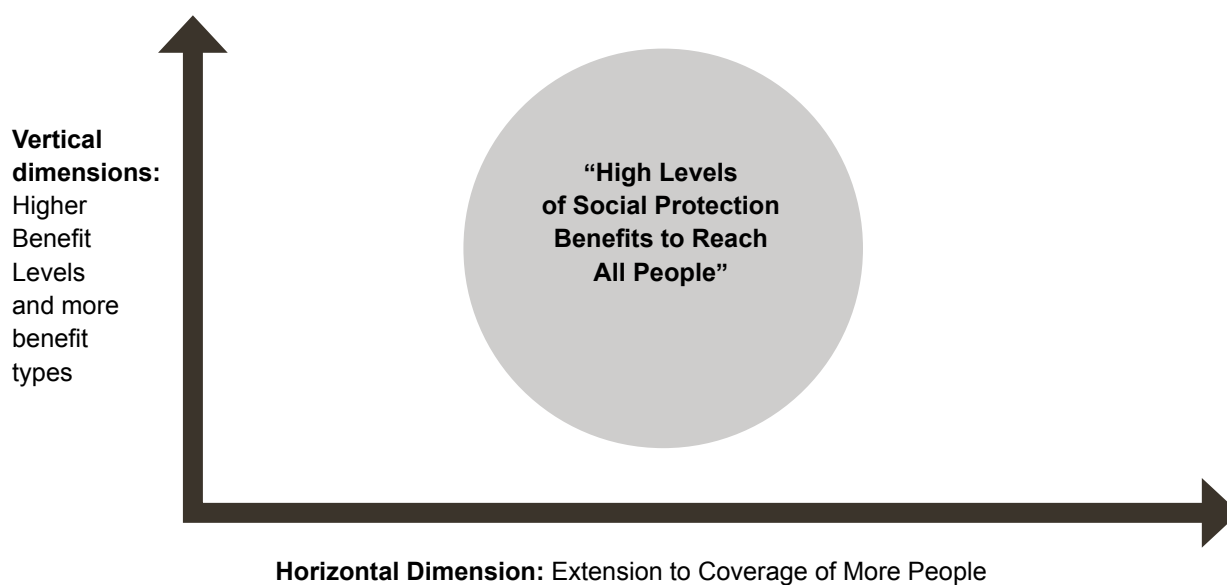 Vertical
dimensions:
Higher
Benefit
Levels
and more
benefit
types
“High Levels
of Social Protection
Benefits to Reach
All People”
Horizontal Dimension: Extension to Coverage of More People